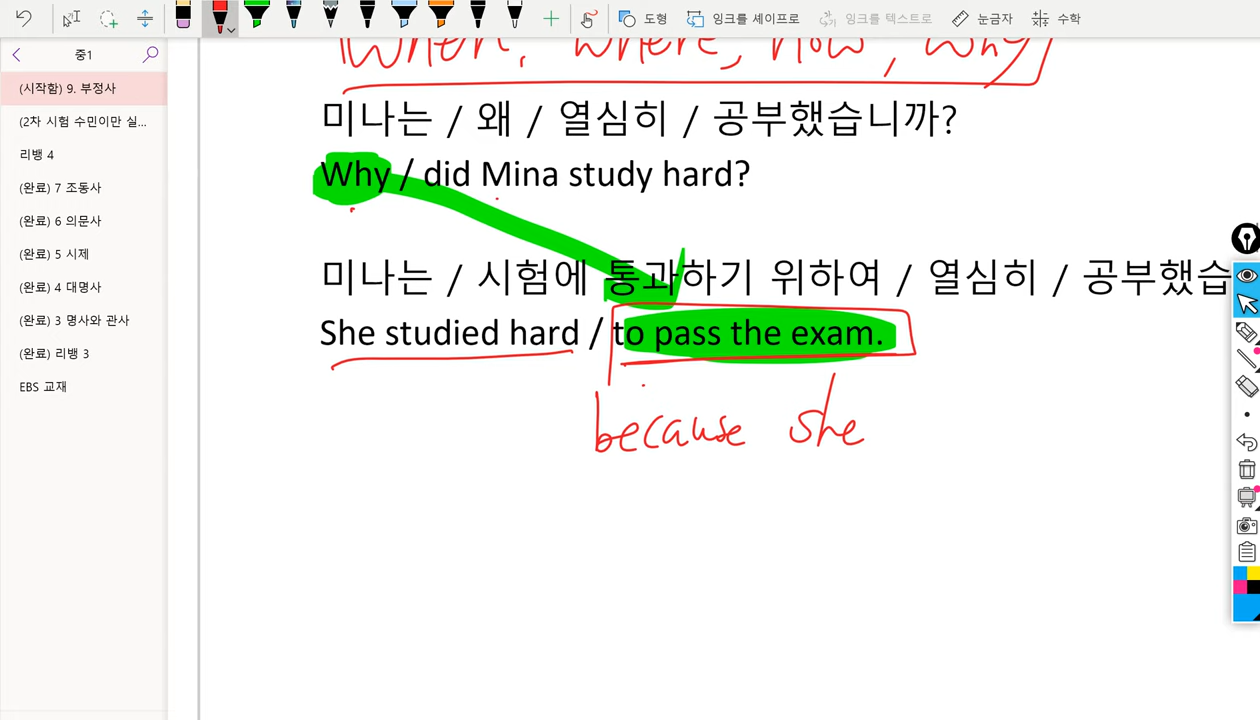 도형 잉크를 셰이프로 잉크를 텍스트로 눈금자 수학
중1
(시작함) 9. 부정사
(2차 시험 수민이만 실...
리뱅 4
(완료) 7 조동사
(완료) 6 의문사
(완료) 5 시제
(완료) 4 대명사
(완료) 3 명사와 관사
(완료) 리뱅 3
EBS 교재
When, where, how, why
미나는 / 왜 / 열심히 / 공부했습니까?
Why / did Mina study hard?
미나는 / 시험에 통과하기 위하여 / 열심히 / 공부했습
She studied hard / to pass the exam.
because she